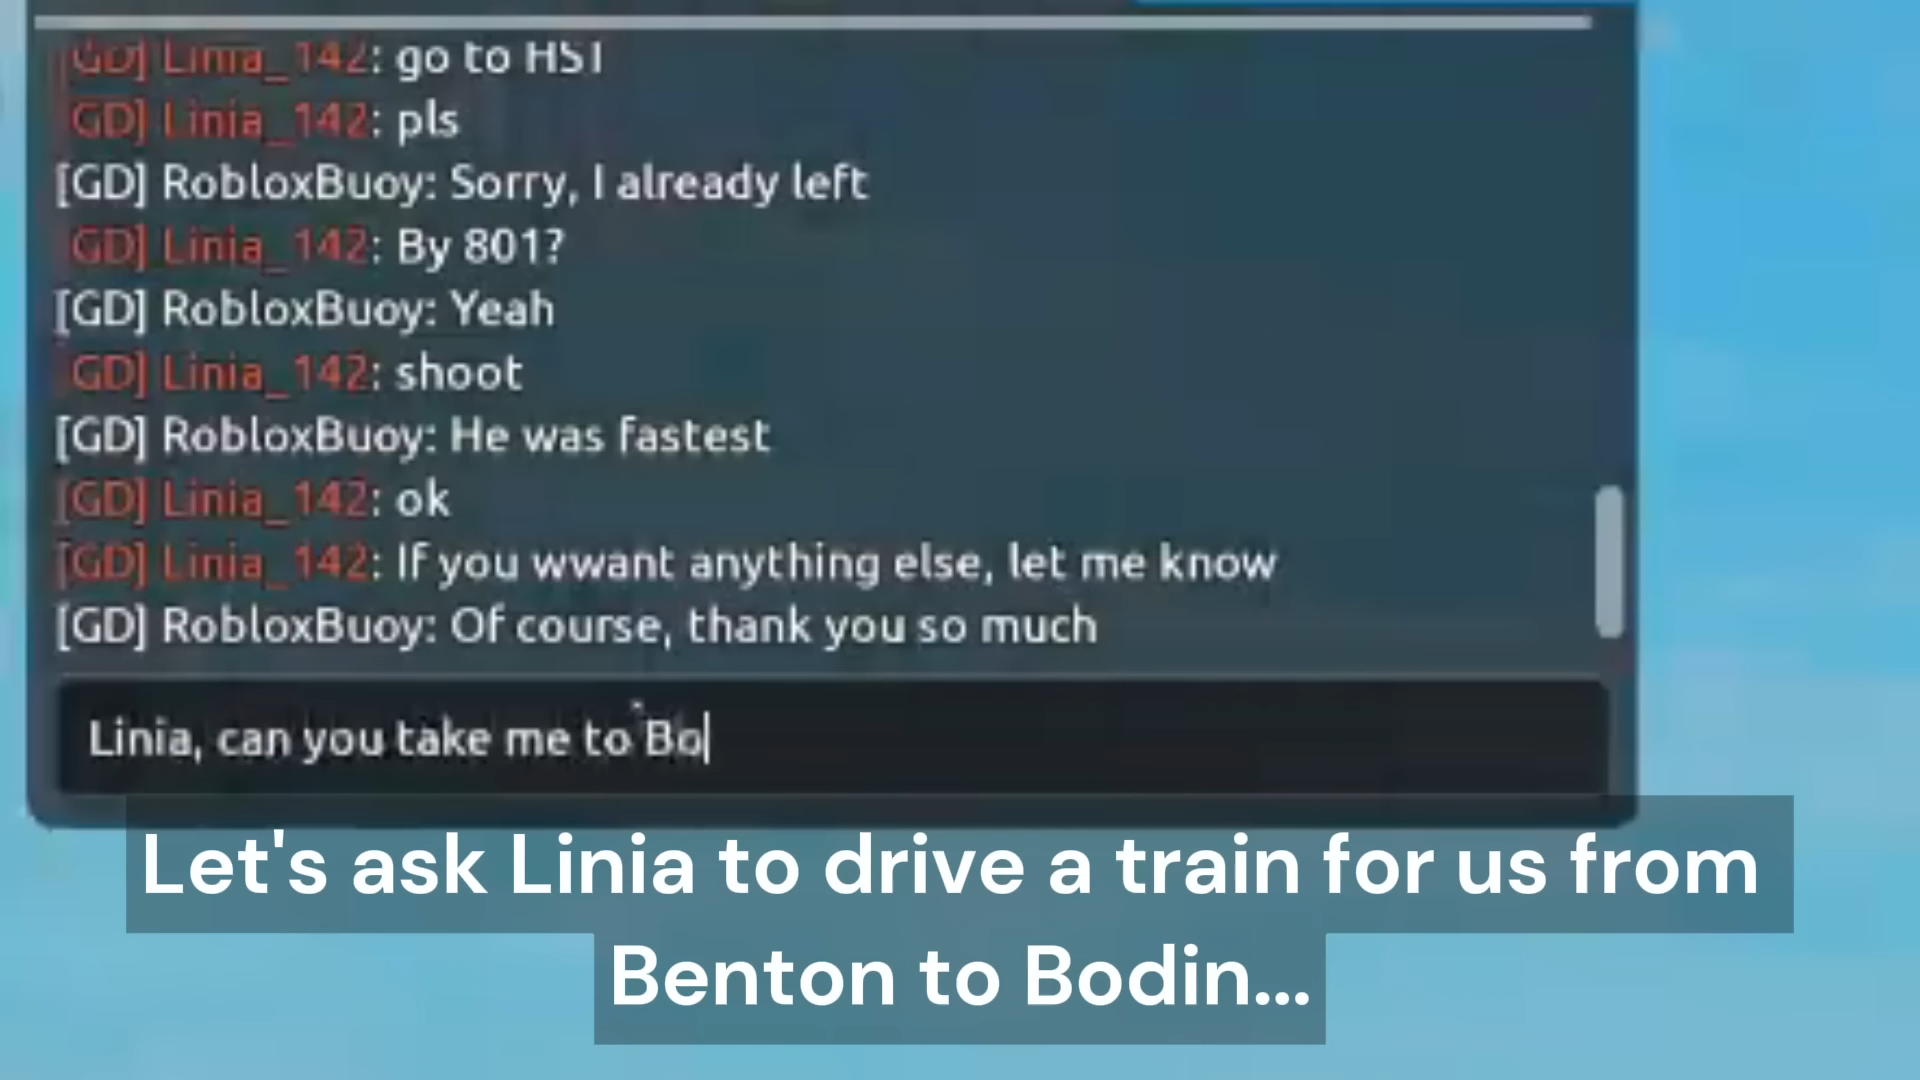 [GD] Linia_142: go to HST
[GD] Linia_142: pls
[GD] RobloxBuoy: Sorry, I already left
[GD] Linia_142: By 801?
[GD] RobloxBuoy: Yeah
[GD] Linia_142: shoot
[GD] RobloxBuoy: He was fastest
[GD] Linia_142: ok
[GD] Linia_142: If you wwant anything else, let me know
[GD] RobloxBuoy: Of course, thank you so much
Linia, can you take me to Bo
Let's ask Linia to drive a train for us from
Benton to Bodin...